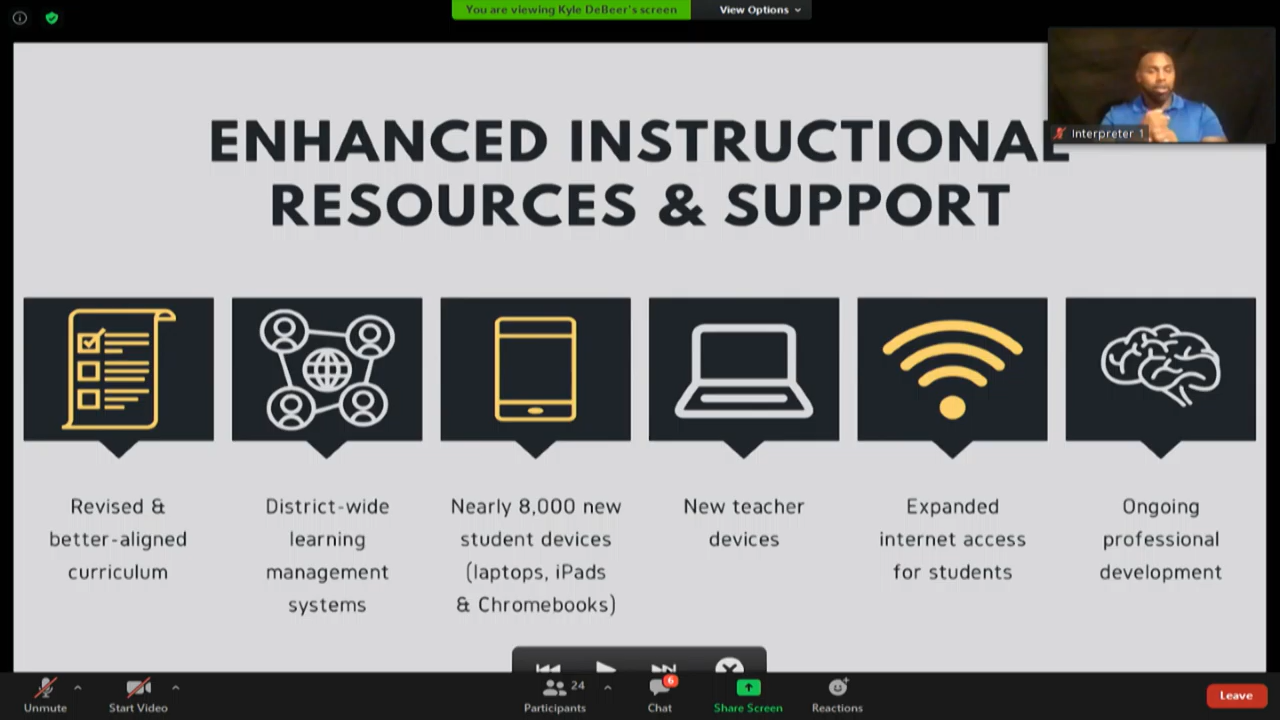 You are viewing Kyle DeBeer's screen
View Options
Interpreter 1
ENHANCED INSTRUCTIONAL
RESOURCES & SUPPORT
Revised &
better-aligned
curriculum
District-wide
learning
management
systems
Nearly 8,000 new
student devices
(laptops, iPads
& Chromebooks)
New teacher
devices
Expanded
internet access
for students
Ongoing
professional
development
Unmute
Start Video
24
Participants
6
Chat
Share Screen
Reactions
Leave